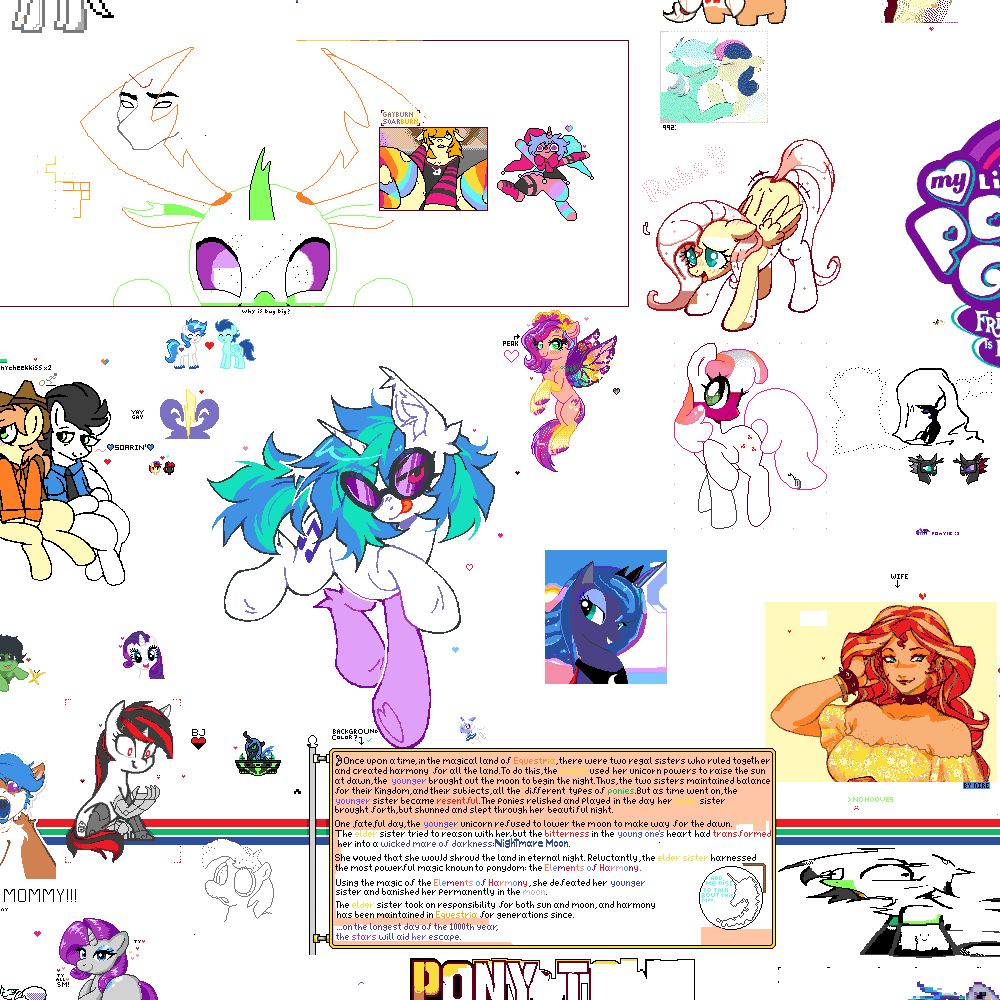 GAYBURN
SOARBURN
992:
Ruby?
my Li
PO
FRI
is
Why is bug big?
PEAK
nycheekkiss x2
YAY
GAY
SOARIN'
PONYIE :3
WIFE
BJ
BACKGROUND
COLOR?
BY NIRE
>NO HOOVES
Once upon a time, in the magical land of Equestria, there were two regal sisters who ruled together
and created harmony for all the land. To do this, the used her unicorn powers to raise the sun
at dawn, the younger brought out the moon to begin the night. Thus, the two sisters maintained balance
for their Kingdom, and their subjects, all the different types of ponies. But as time went on, the
younger sister became resentful. The Ponies relished and played in the day her sister
brought forth, but shunned and slept through her beautiful night.
One fateful day, the younger unicorn refused to lower the moon to make way for the dawn.
The elder sister tried to reason with her, but the bitterness in the young one's heart had transformed
her into a wicked mare of darkness: Nightmare Moon.
She vowed that she would shroud the land in eternal night. Reluctantly, the elder sister harnessed
the most powerful magic known to ponydom: the Elements of Harmony.
Using the magic of the Elements of Harmony, she defeated her younger
sister and banished her permanently in the moon.
The elder sister took on responsibility for both sun and moon, and harmony
has been maintained in Equestria for generations since.
...on the longest day of the 1000th year,
the stars will aid her escape.
MOMMY!!!
TY
ALL
SM!
TY
PONY T